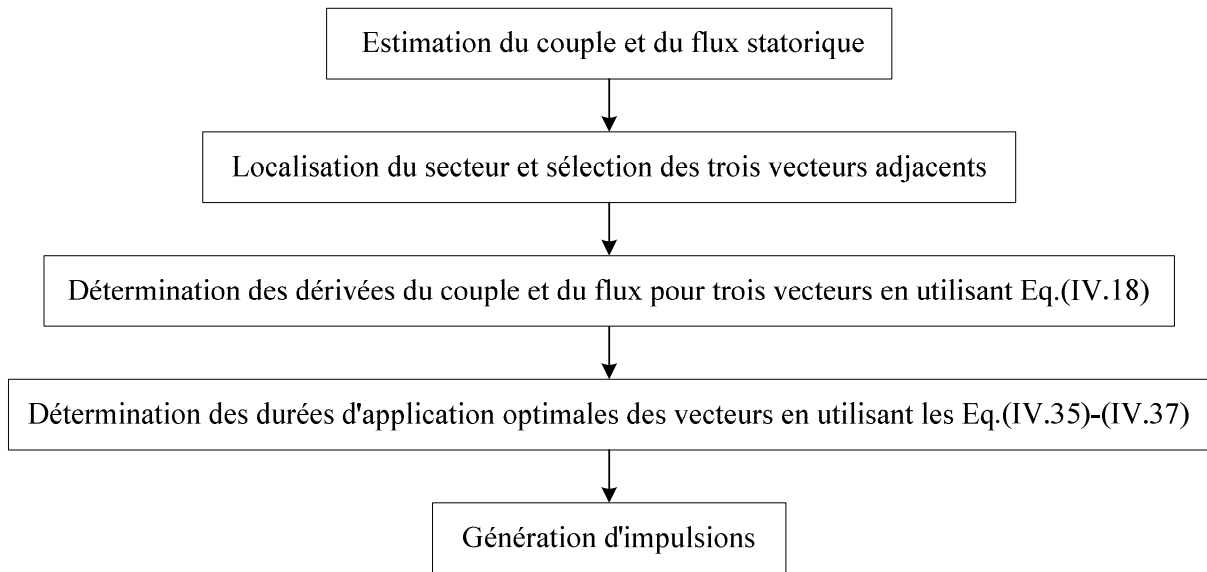 Estimation du couple et du flux statorique
Localisation du secteur et sélection des trois vecteurs adjacents
Détermination des dérivées du couple et du flux pour trois vecteurs en utilisant Eq.(IV.18)
Détermination des durées d'application optimales des vecteurs en utilisant les Eq.(IV.35)-(IV.37)
Génération d'impulsions